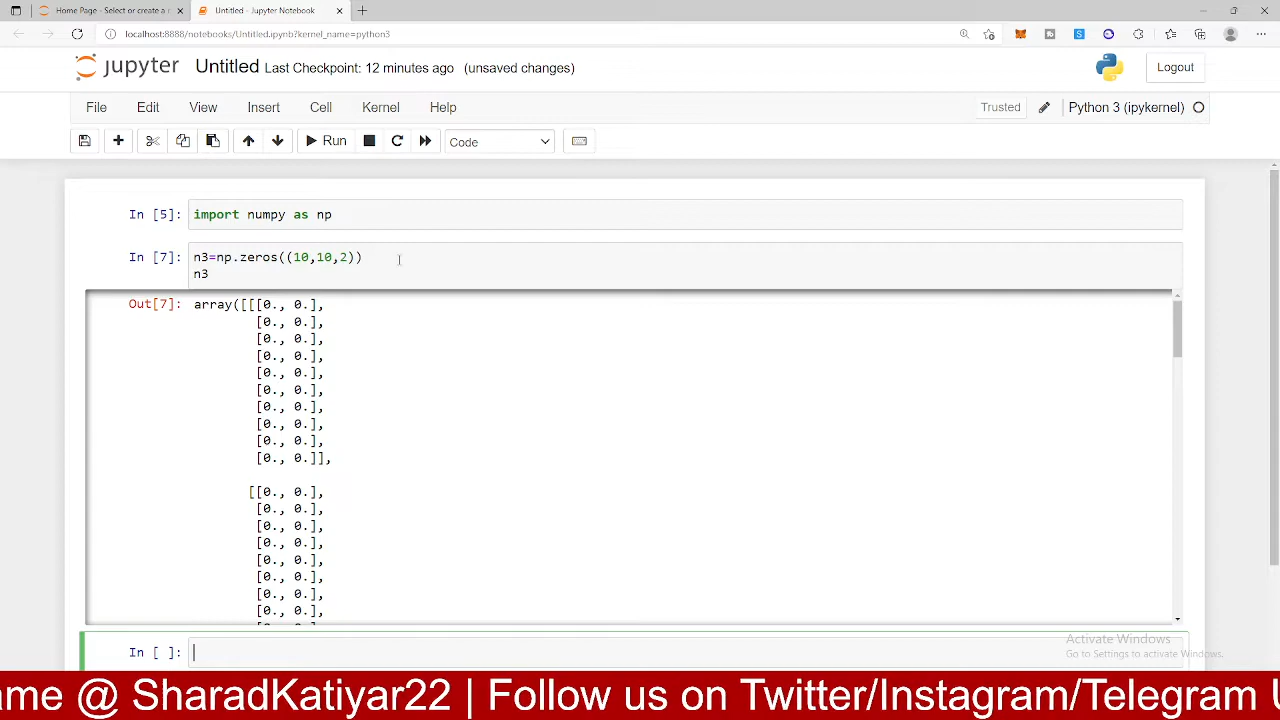 Home Page - Select or create a n
Untitled - Jupyter Notebook
localhost:8888/notebooks/Untitled.ipynb?kernel_name=python3
jupyter Untitled Last Checkpoint: 12 minutes ago (unsaved changes)
Logout
File Edit View Insert Cell Kernel Help
Trusted
Python 3 (ipykernel)
Run
Code
In [5]: import numpy as np
In [7]: n3=np.zeros((10,10,2))
n3
Out[7]: array([[[0., 0.],
[0., 0.],
[0., 0.],
[0., 0.],
[0., 0.],
[0., 0.],
[0., 0.],
[0., 0.],
[0., 0.],
[0., 0.]],
[[0., 0.],
[0., 0.],
[0., 0.],
[0., 0.],
[0., 0.],
[0., 0.],
[0., 0.],
[0., 0.],
In [ ]:
Activate Windows
Go to Settings to activate Windows.
ame @ SharadKatiyar22 | Follow us on Twitter/Instagram/Telegram U